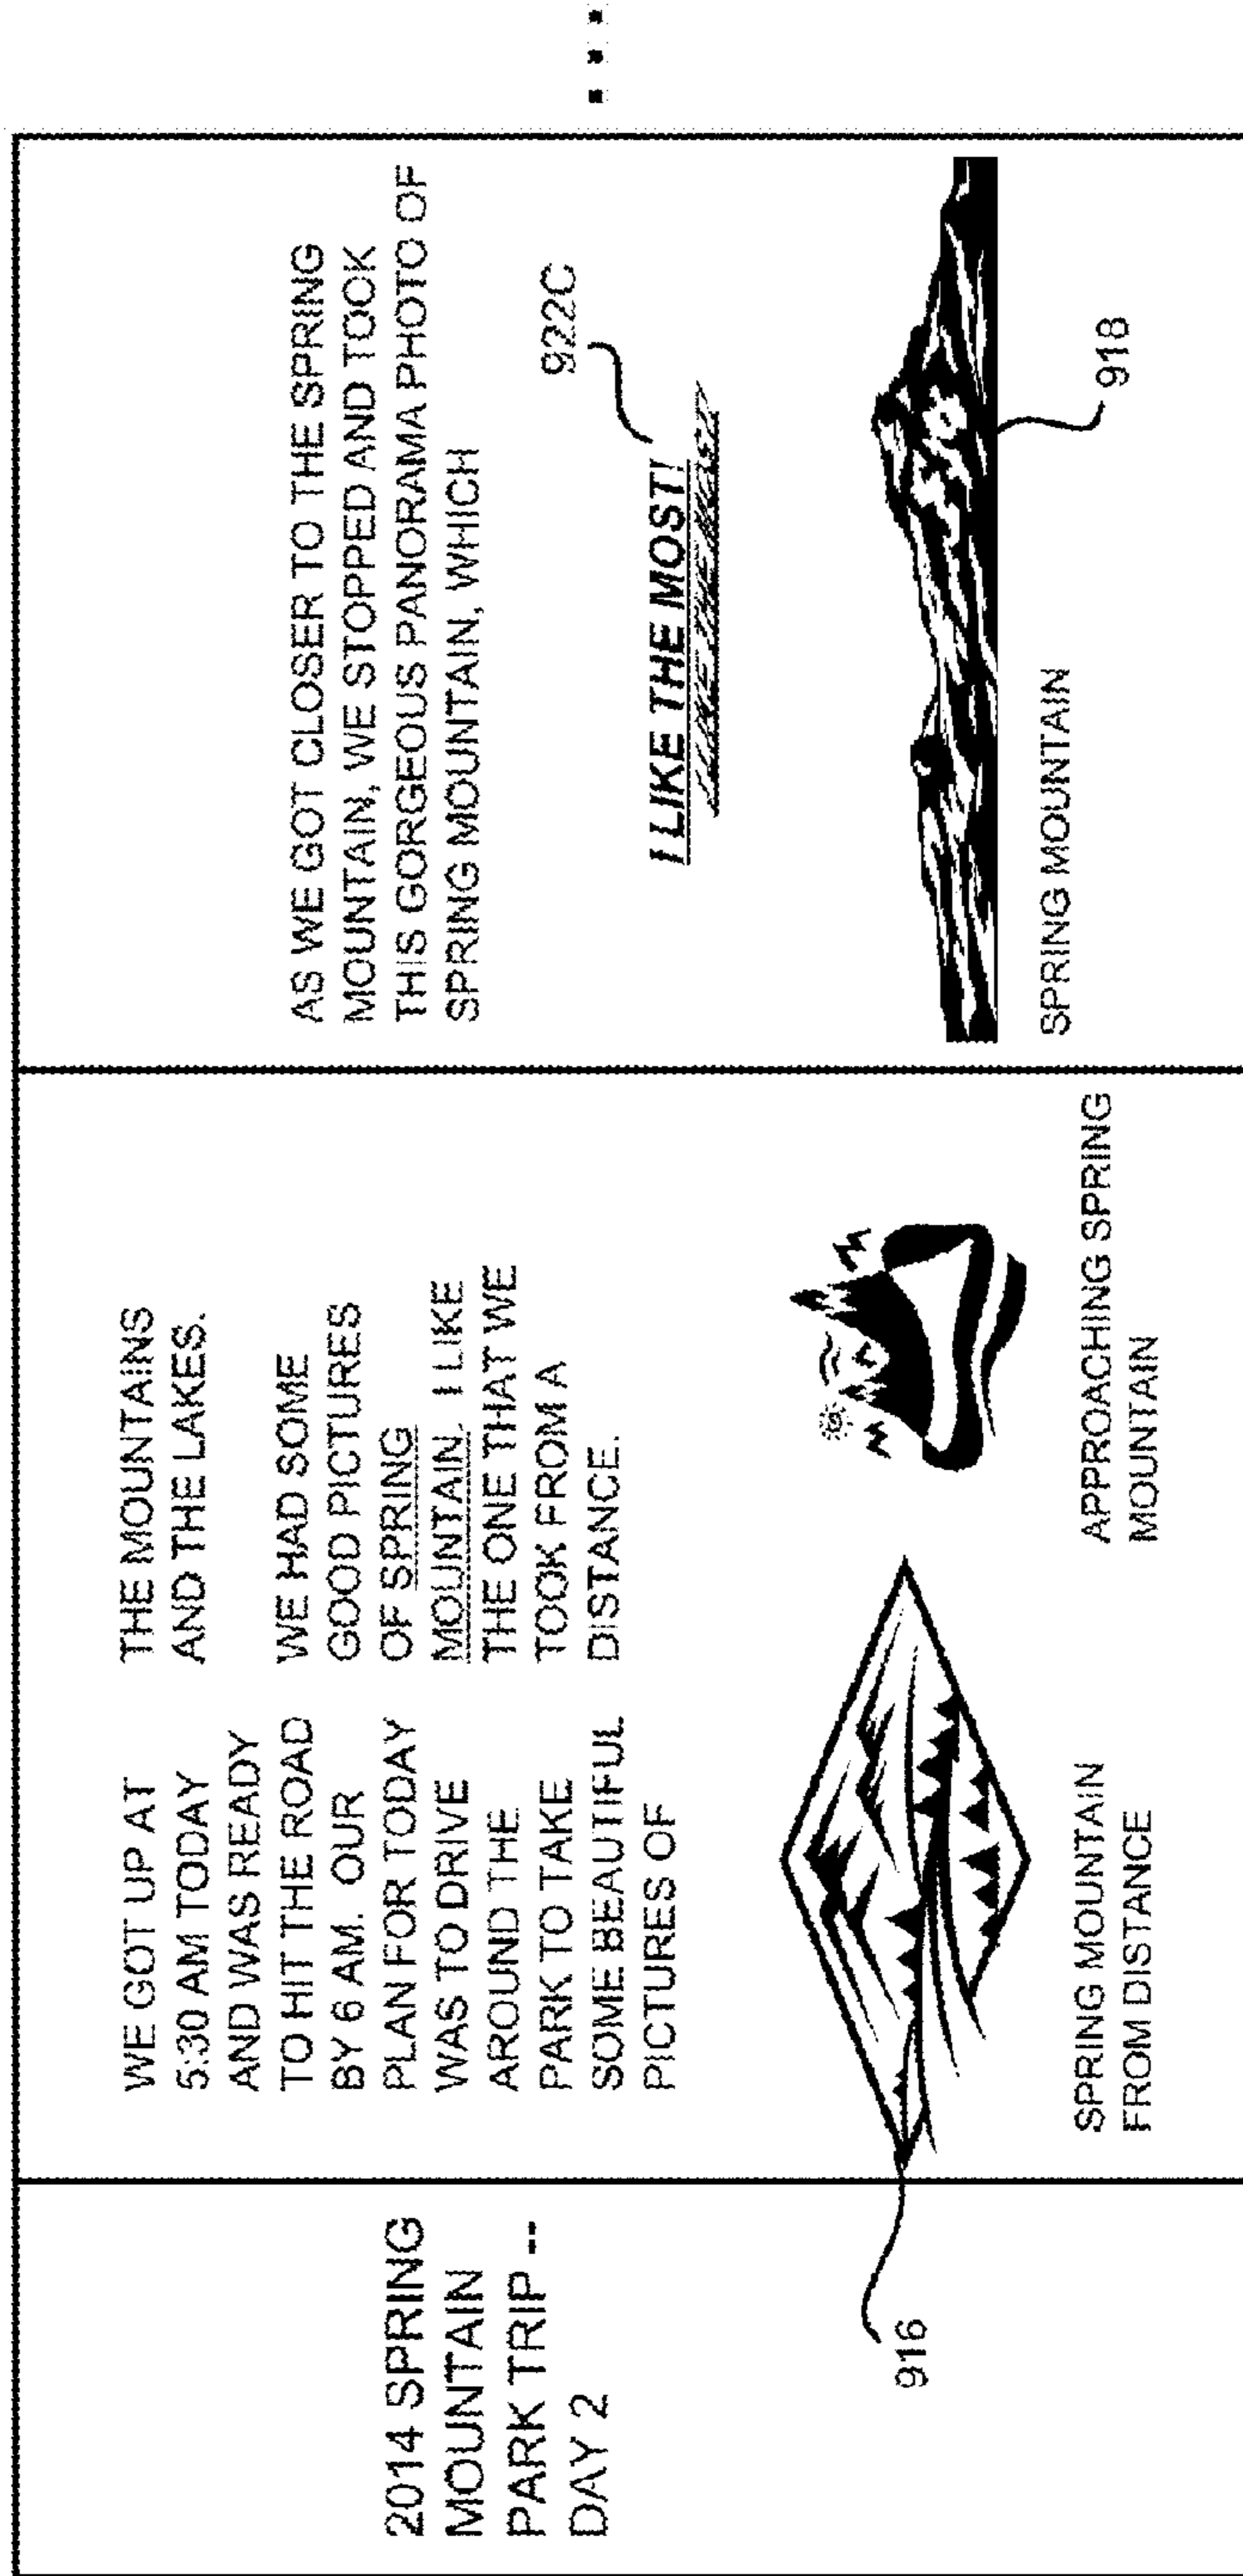 2014 SPRING
MOUNTAIN
PARK TRIP --
DAY 2
916
WE GOT UP AT
5:30 AM TODAY
AND WAS READY
TO HIT THE ROAD
BY 6 AM. OUR
PLAN FOR TODAY
WAS TO DRIVE
AROUND THE
PARK TO TAKE
SOME BEAUTIFUL
PICTURES OF
THE MOUNTAINS
AND THE LAKES.
WE HAD SOME
GOOD PICTURES
OF SPRING
MOUNTAIN. I LIKE
THE ONE THAT WE
TOOK FROM A
DISTANCE.
SPRING MOUNTAIN
FROM DISTANCE
APPROACHING SPRING
MOUNTAIN
AS WE GOT CLOSER TO THE SPRING
MOUNTAIN, WE STOPPED AND TOOK
THIS GORGEOUS PANORAMA PHOTO OF
SPRING MOUNTAIN, WHICH
922C
I LIKE THE MOST!
918
SPRING MOUNTAIN